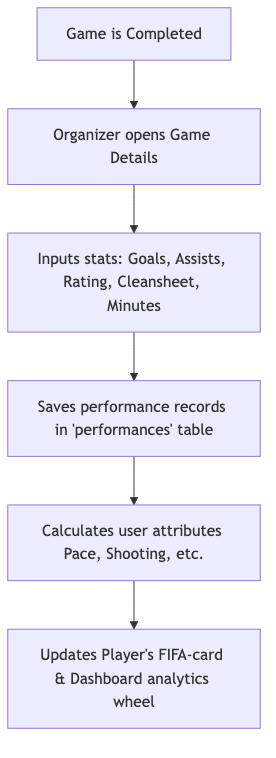 Game is Completed
Organizer opens Game
Details
Inputs stats: Goals, Assists,
Rating, Cleansheet,
Minutes
Saves performance records
in 'performances' table
Calculates user attributes
Pace, Shooting, etc.
Updates Player's FIFA-card
& Dashboard analytics
wheel